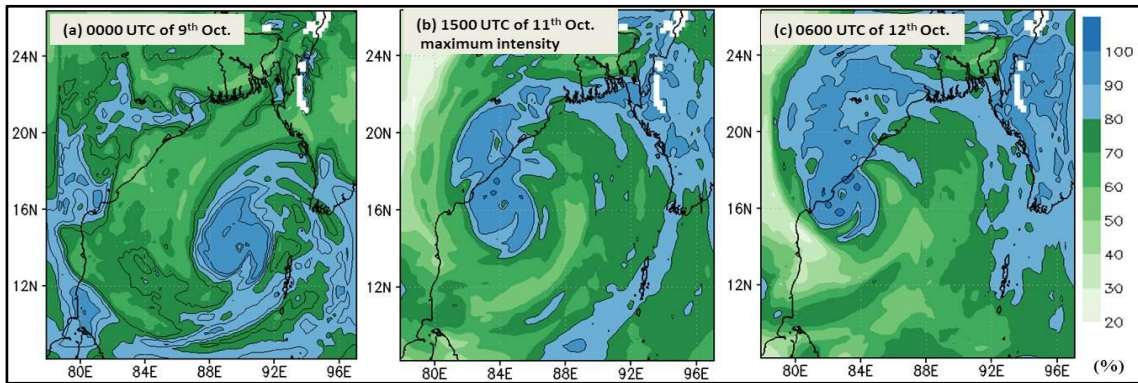 (a) 0000 UTC of 9th Oct.
(b) 1500 UTC of 11th Oct.
maximum intensity
(c) 0600 UTC of 12th Oct.
24N
20N
16N
12N
80E 84E 88E 92E 96E
24N
20N
16N
12N
80E 84E 88E 92E 96E
24N
20N
16N
12N
80E 84E 88E 92E 96E
100
90
80
70
60
50
40
30
20
(%)